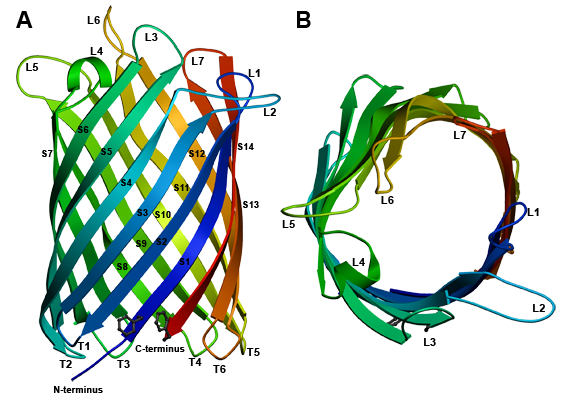 A
B
L6
L3
L4
L7
L5
L1
L2
S6
S7
S5
S12
S14
S4
S11
S3
S10
S13
S9
S2
S8
S1
T1
T2
T3
C-terminus
T4
T5
T6
N-terminus
L7
L6
L5
L1
L4
L2
L3